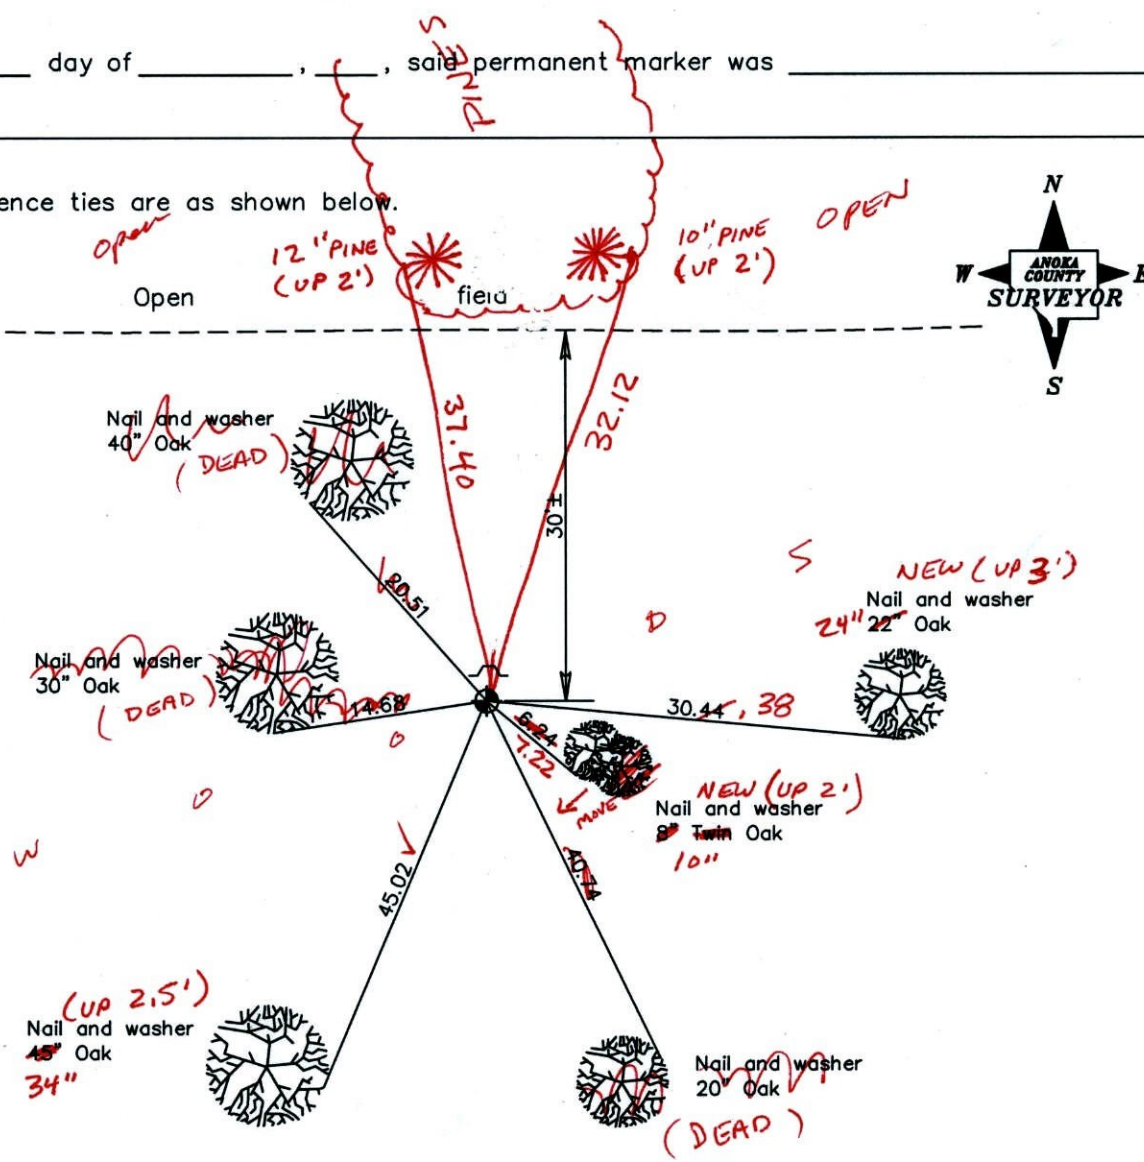 PINES
day of , , said permanent marker was
ence ties are as shown below.
open
12" PINE
(UP 2')
10" PINE
(UP 2')
OPEN
N
W
E
S
ANOKA
COUNTY
SURVEYOR
Open
field
37.40
32.12
30'±
Nail and washer
40" Oak
(DEAD)
20.51
S
NEW (UP 3')
Nail and washer
24" 22" Oak
D
Nail and washer
30" Oak
(DEAD)
14.68
30.44 .38
6.24
7.22
MOVE
NEW (UP 2')
Nail and washer
8" Twin Oak
10"
O
O
W
45.02
40.74
(UP 2.5')
Nail and washer
45" Oak
34"
Nail and washer
20" Oak
(DEAD)